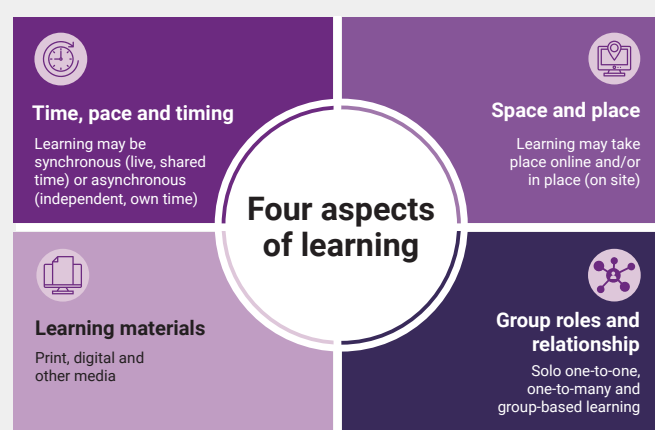 Time, pace and timing
Learning may be
synchronous (live, shared
time) or asynchronous
(independent, own time)
Space and place
Learning may take
place online and/or
in place (on site)
Four aspects
of learning
Learning materials
Print, digital and
other media
Group roles and
relationship
Solo one-to-one,
one-to-many and
group-based learning